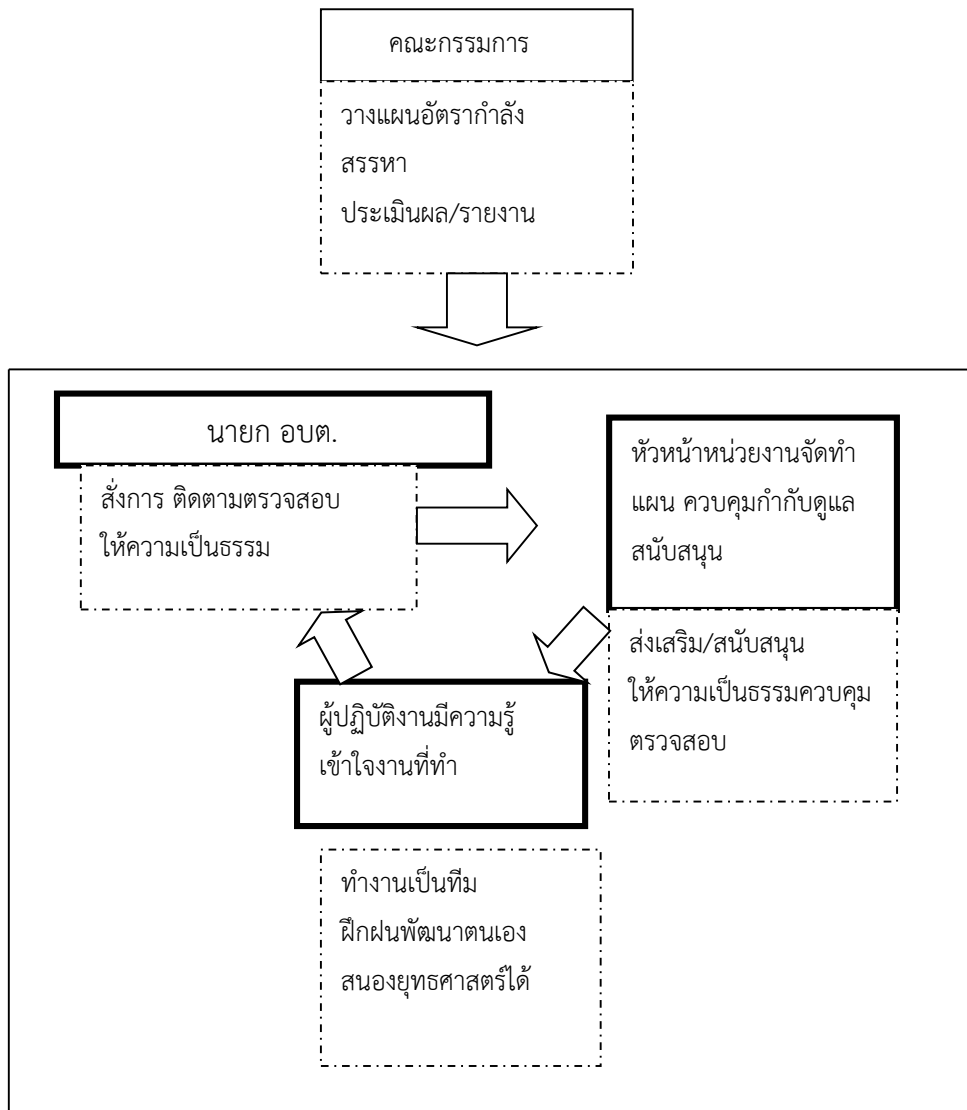 คณะกรรมการ
วางแผนอัตรากำลัง
สรรหา
ประเมินผล/รายงาน
นายก อบต.
สั่งการ ติดตามตรวจสอบ
ให้ความเป็นธรรม
หัวหน้าหน่วยงานจัดทำ
แผน ควบคุมกำกับดูแล
สนับสนุน
ส่งเสริม/สนับสนุน
ให้ความเป็นธรรมควบคุม
ตรวจสอบ
ผู้ปฏิบัติงานมีความรู้
เข้าใจงานที่ทำ
ทำงานเป็นทีม
ฝึกฝนพัฒนาตนเอง
สนองยุทธศาสตร์ได้